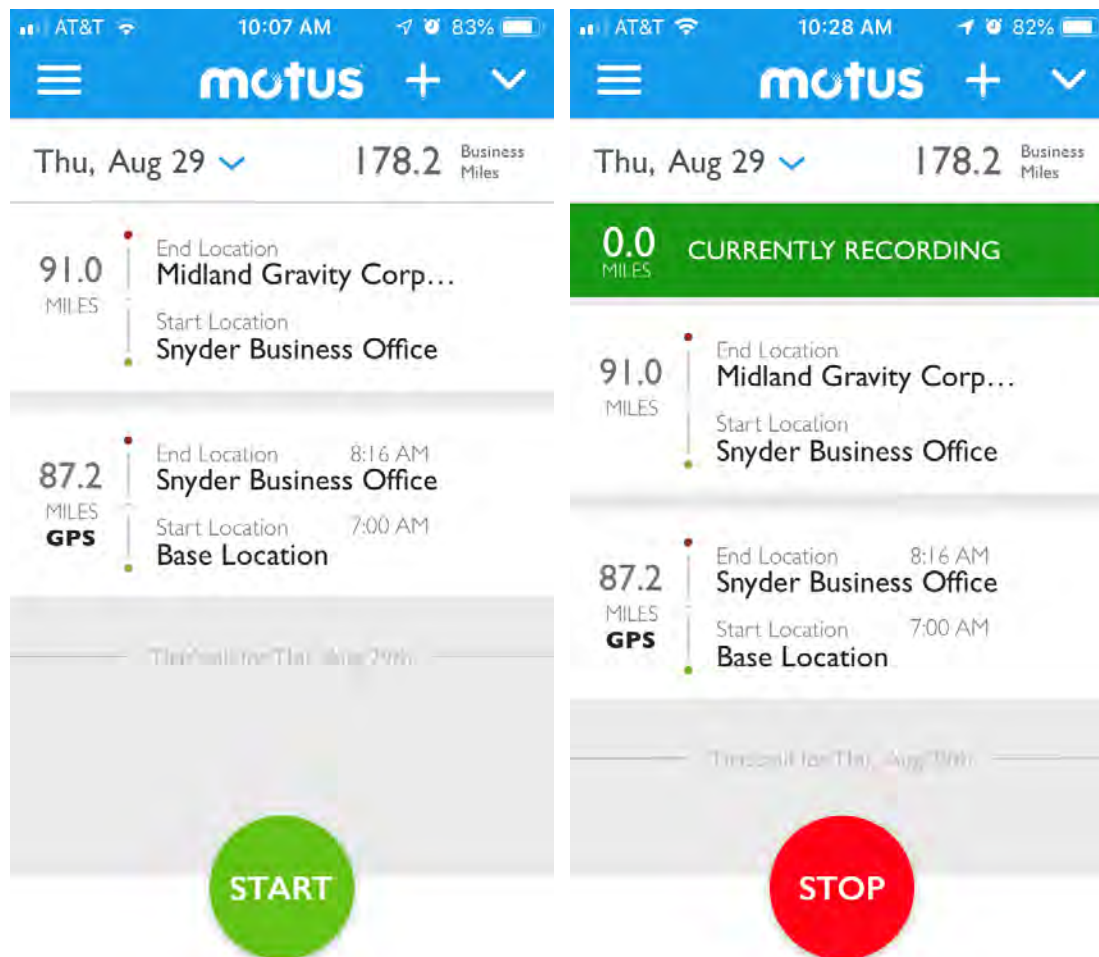 AT&T 10:07 AM 83%
motus
Thu, Aug 29 178.2 Business Miles
91.0 MILES
End Location
Midland Gravity Corp...
Start Location
Snyder Business Office
87.2 MILES GPS
End Location 8:16 AM
Snyder Business Office
Start Location 7:00 AM
Base Location
START
AT&T 10:28 AM 82%
motus
Thu, Aug 29 178.2 Business Miles
0.0 MILES CURRENTLY RECORDING
91.0 MILES
End Location
Midland Gravity Corp...
Start Location
Snyder Business Office
87.2 MILES GPS
End Location 8:16 AM
Snyder Business Office
Start Location 7:00 AM
Base Location
STOP